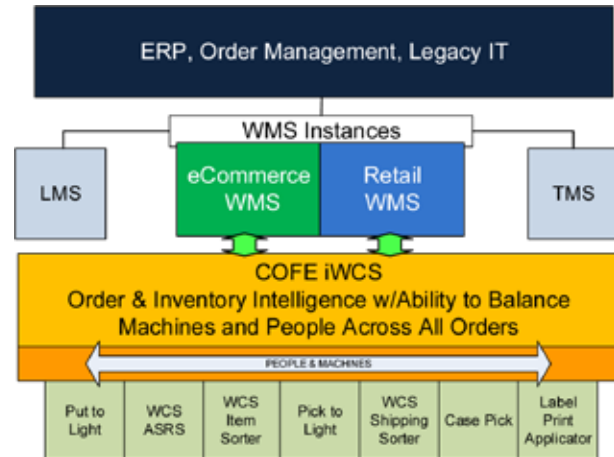 ERP, Order Management, Legacy IT
WMS Instances
LMS
eCommerce
WMS
Retail
WMS
TMS
COFE iWCS
Order & Inventory Intelligence w/Ability to Balance
Machines and People Across All Orders
PEOPLE & MACHINES
Put to
Light
WCS
ASRS
WCS
Item
Sorter
Pick to
Light
WCS
Shipping
Sorter
Case Pick
Label
Print
Applicator